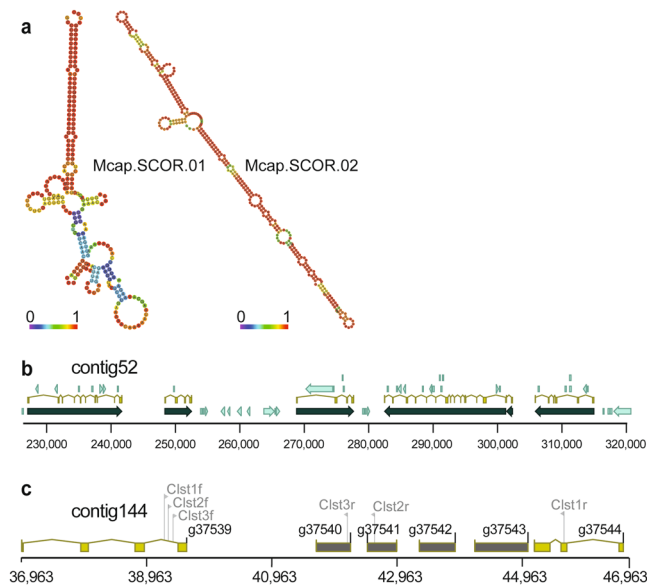 a
Mcap.SCOR.01 Mcap.SCOR.02
0 1 0 1
b contig52
230,000 240,000 250,000 260,000 270,000 280,000 290,000 300,000 310,000 320,000
c contig144
Clst1f
Clst2f
Clst3f
Clst3r Clst2r Clst1r
g37539 g37540 g37541 g37542 g37543 g37544
36,963 38,963 40,963 42,963 44,963 46,963